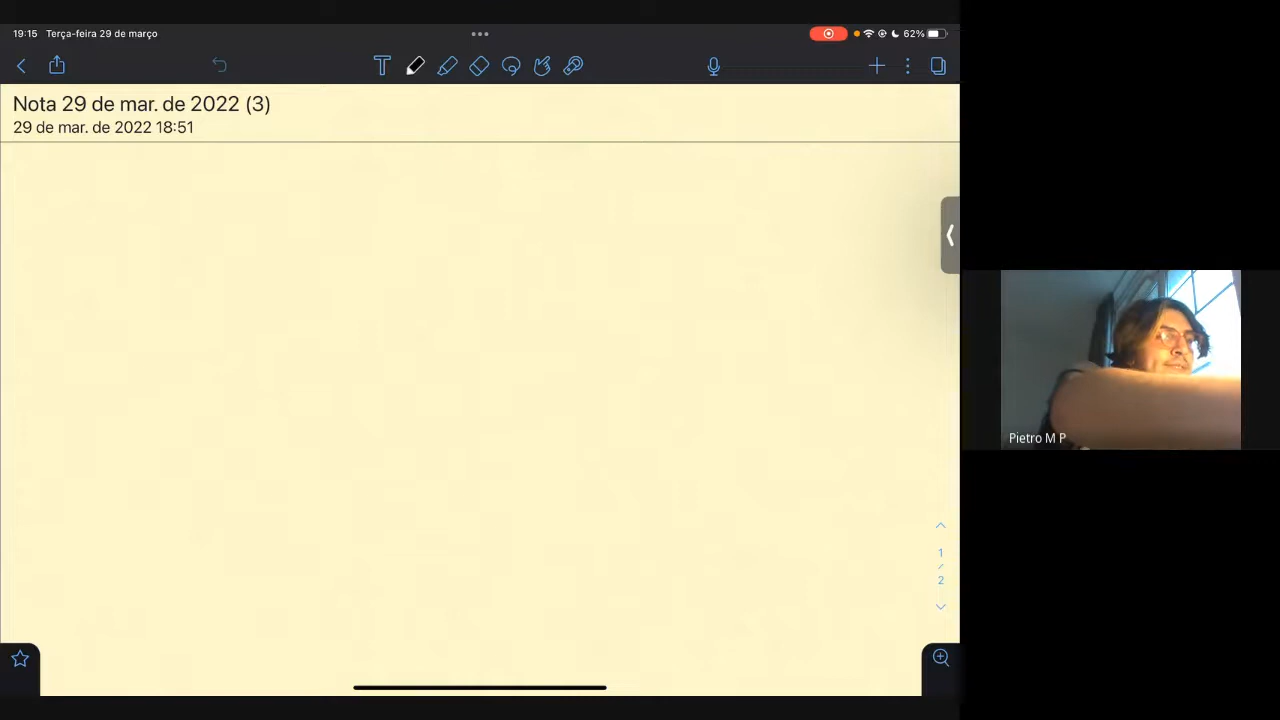 19:15 Terça-feira 29 de março
62%
Nota 29 de mar. de 2022 (3)
29 de mar. de 2022 18:51
Pietro M P
1
/
2